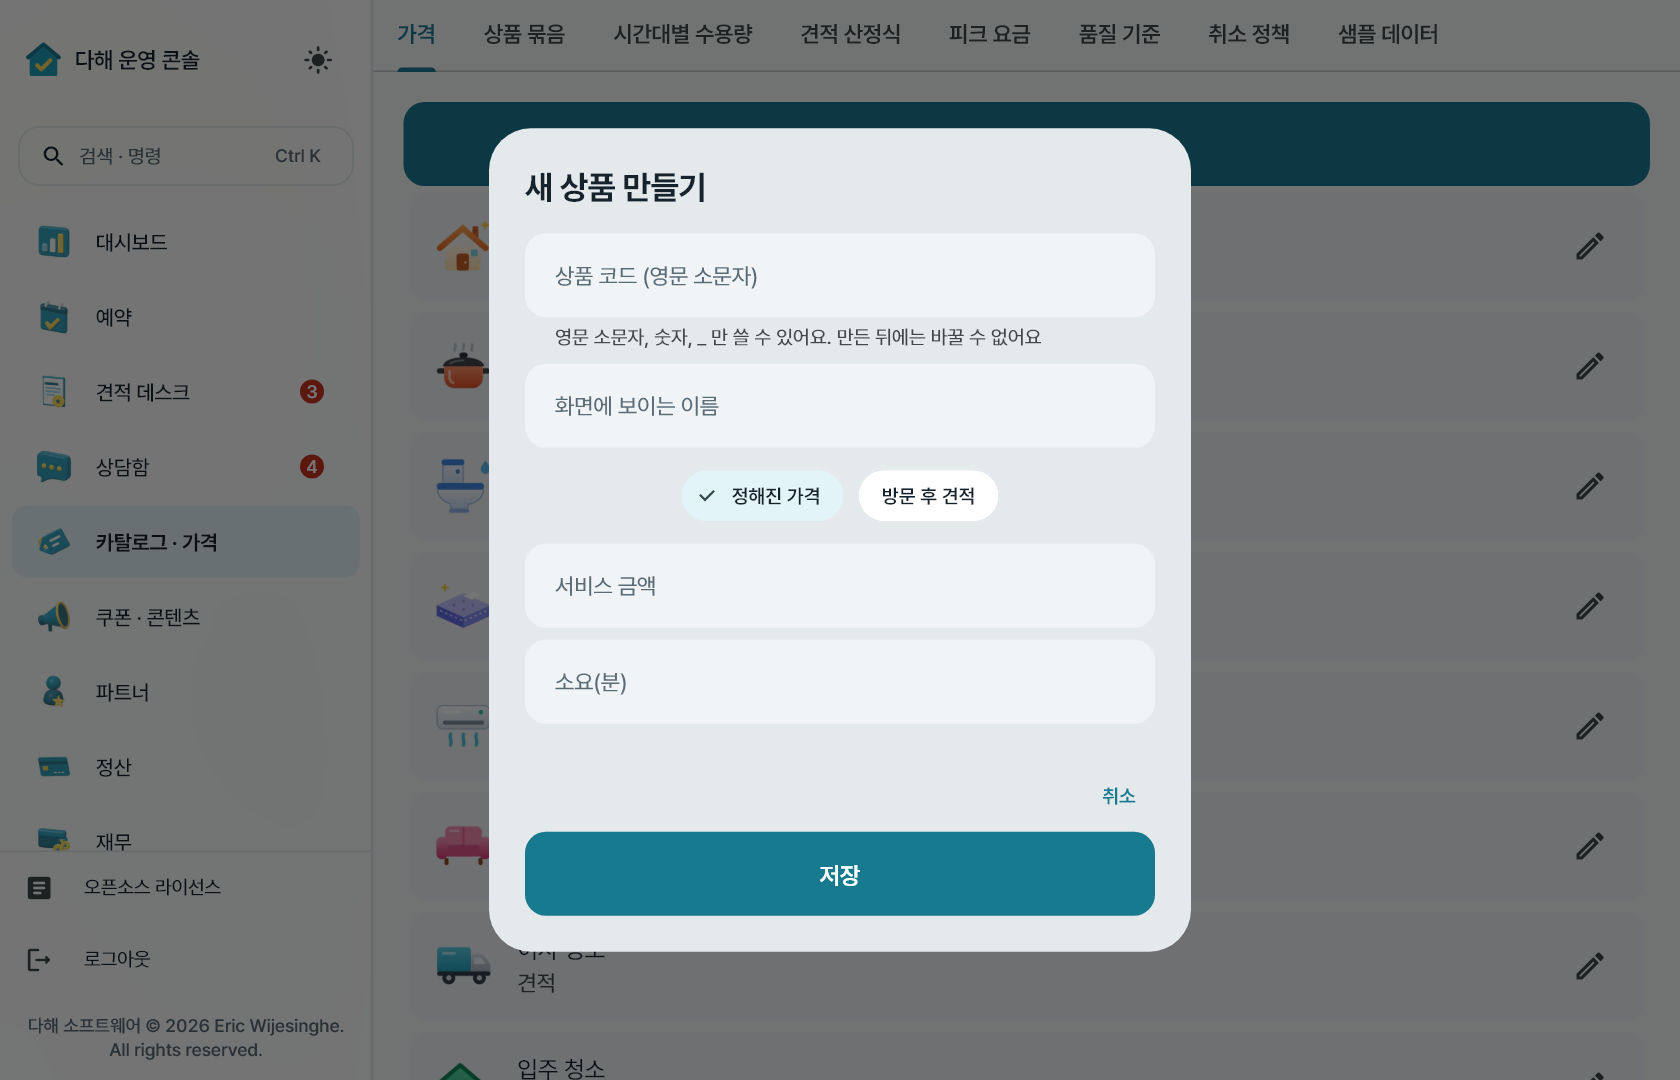 다해 운영 콘솔
검색 · 명령
Ctrl K
대시보드
예약
견적 데스크
3
상담함
4
카탈로그 · 가격
쿠폰 · 콘텐츠
파트너
정산
재무
오픈소스 라이선스
로그아웃
다해 소프트웨어 © 2026 Eric Wijesinghe.
All rights reserved.
가격
상품 묶음
시간대별 수용량
견적 산정식
피크 요금
품질 기준
취소 정책
샘플 데이터
새 상품 만들기
상품 코드 (영문 소문자)
영문 소문자, 숫자, _ 만 쓸 수 있어요. 만든 뒤에는 바꿀 수 없어요
화면에 보이는 이름
정해진 가격
방문 후 견적
서비스 금액
소요(분)
취소
저장
견적
입주 청소